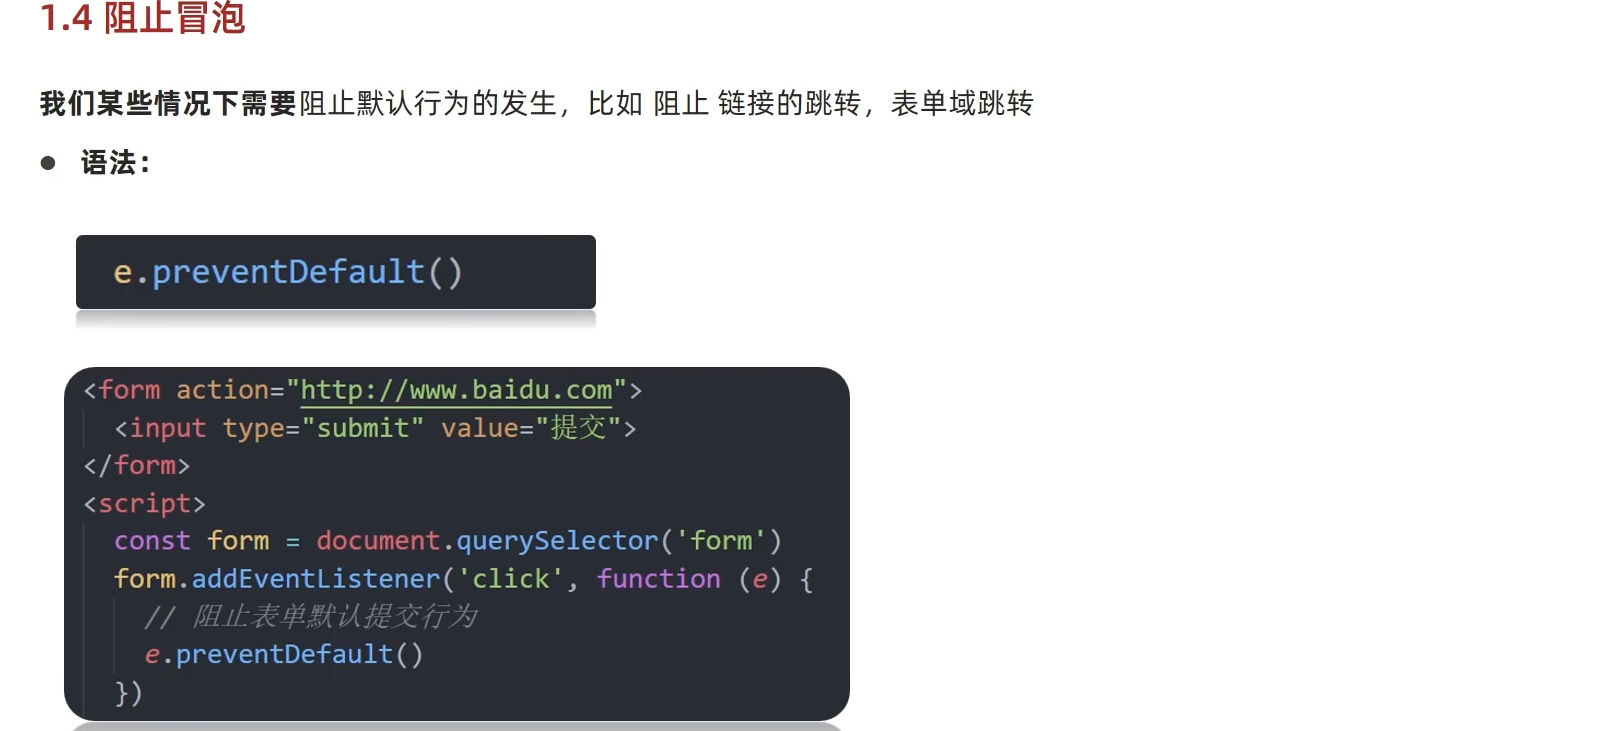 1.4 阻止冒泡
我们某些情况下需要阻止默认行为的发生，比如 阻止 链接的跳转，表单域跳转
● 语法：
e.preventDefault()
<form action="http://www.baidu.com">
  <input type="submit" value="提交">
</form>
<script>
  const form = document.querySelector('form')
  form.addEventListener('click', function (e) {
    // 阻止表单默认提交行为
    e.preventDefault()
  })